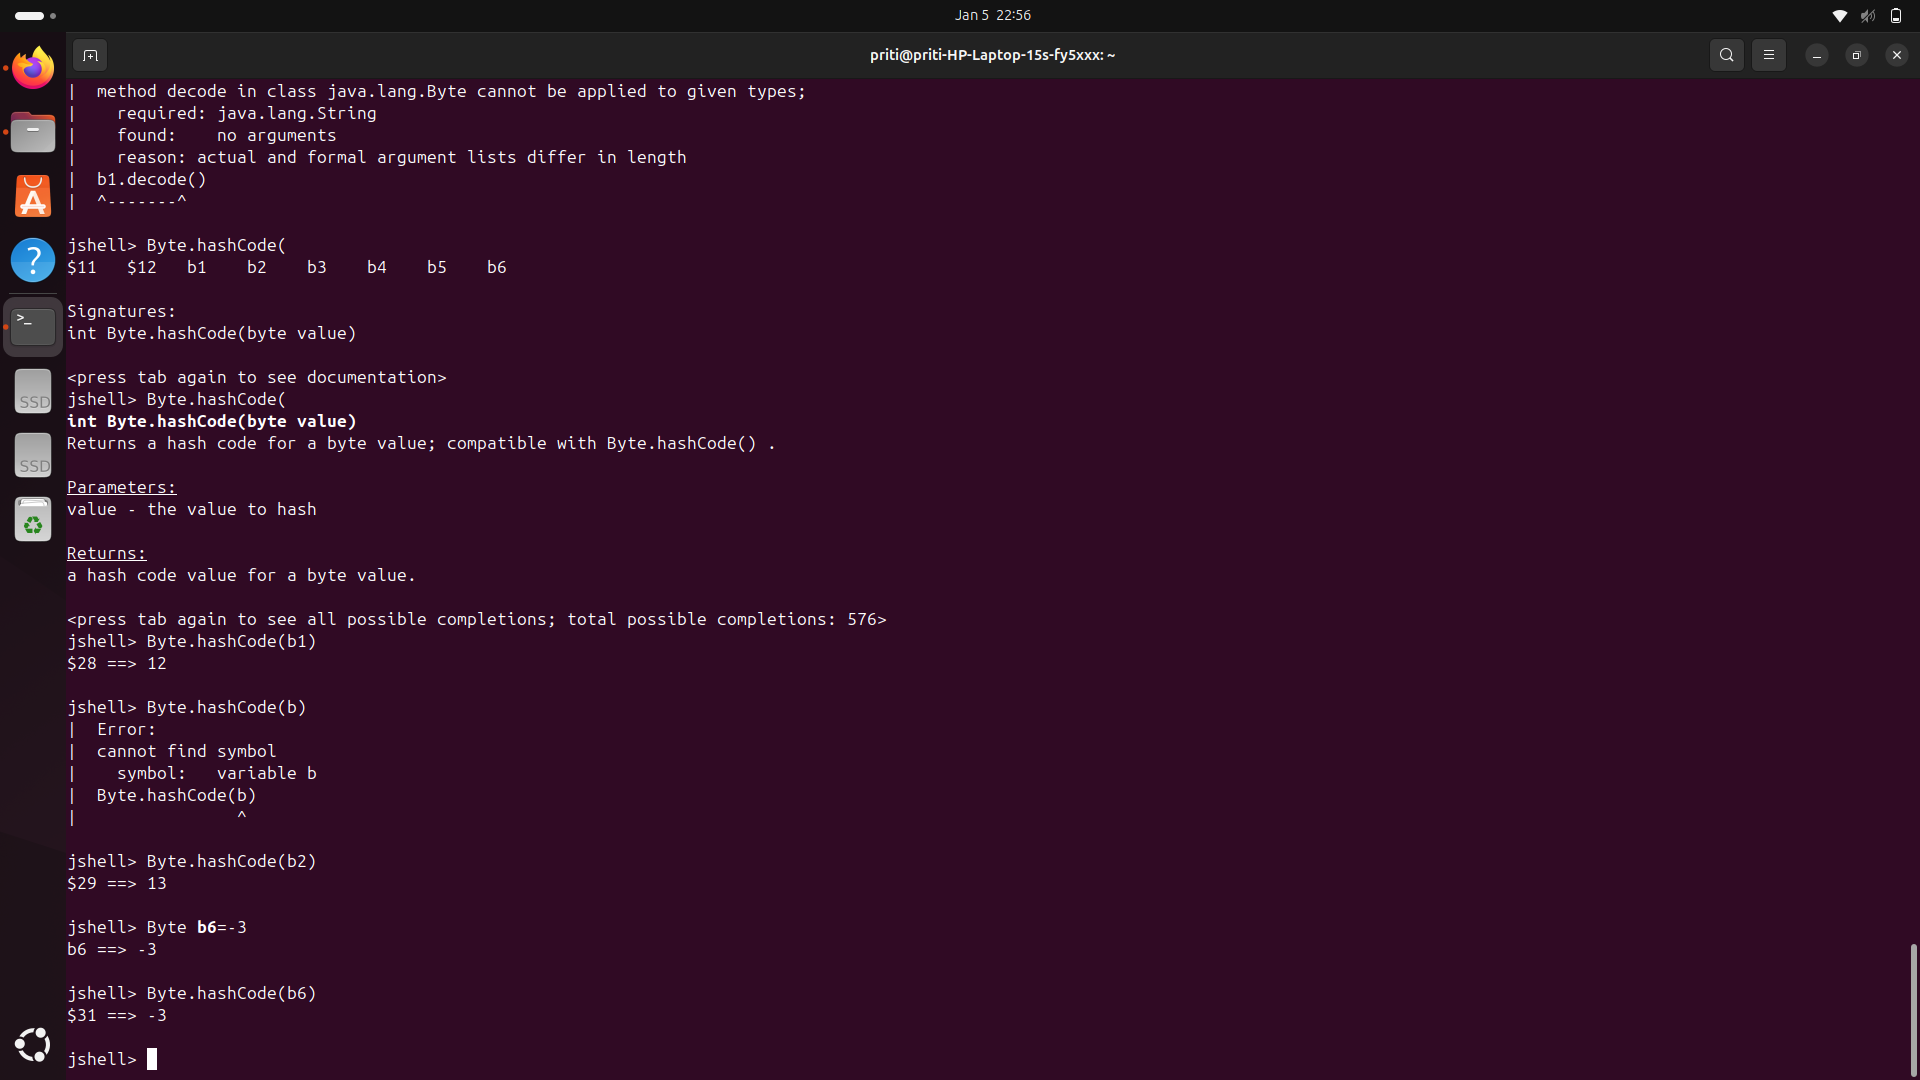 Jan 5 22:56
priti@priti-HP-Laptop-15s-fy5xxx: ~
|  method decode in class java.lang.Byte cannot be applied to given types;
|    required: java.lang.String
|    found:    no arguments
|    reason: actual and formal argument lists differ in length
|  b1.decode()
|  ^-------^
jshell> Byte.hashCode(
$11   $12   b1    b2    b3    b4    b5    b6
Signatures:
int Byte.hashCode(byte value)
<press tab again to see documentation>
jshell> Byte.hashCode(
int Byte.hashCode(byte value)
Returns a hash code for a byte value; compatible with Byte.hashCode() .
Parameters:
value - the value to hash
Returns:
a hash code value for a byte value.
<press tab again to see all possible completions; total possible completions: 576>
jshell> Byte.hashCode(b1)
$28 ==> 12
jshell> Byte.hashCode(b)
|  Error:
|  cannot find symbol
|    symbol:   variable b
|  Byte.hashCode(b)
|                ^
jshell> Byte.hashCode(b2)
$29 ==> 13
jshell> Byte b6=-3
b6 ==> -3
jshell> Byte.hashCode(b6)
$31 ==> -3
jshell>
>_
SSD
SSD